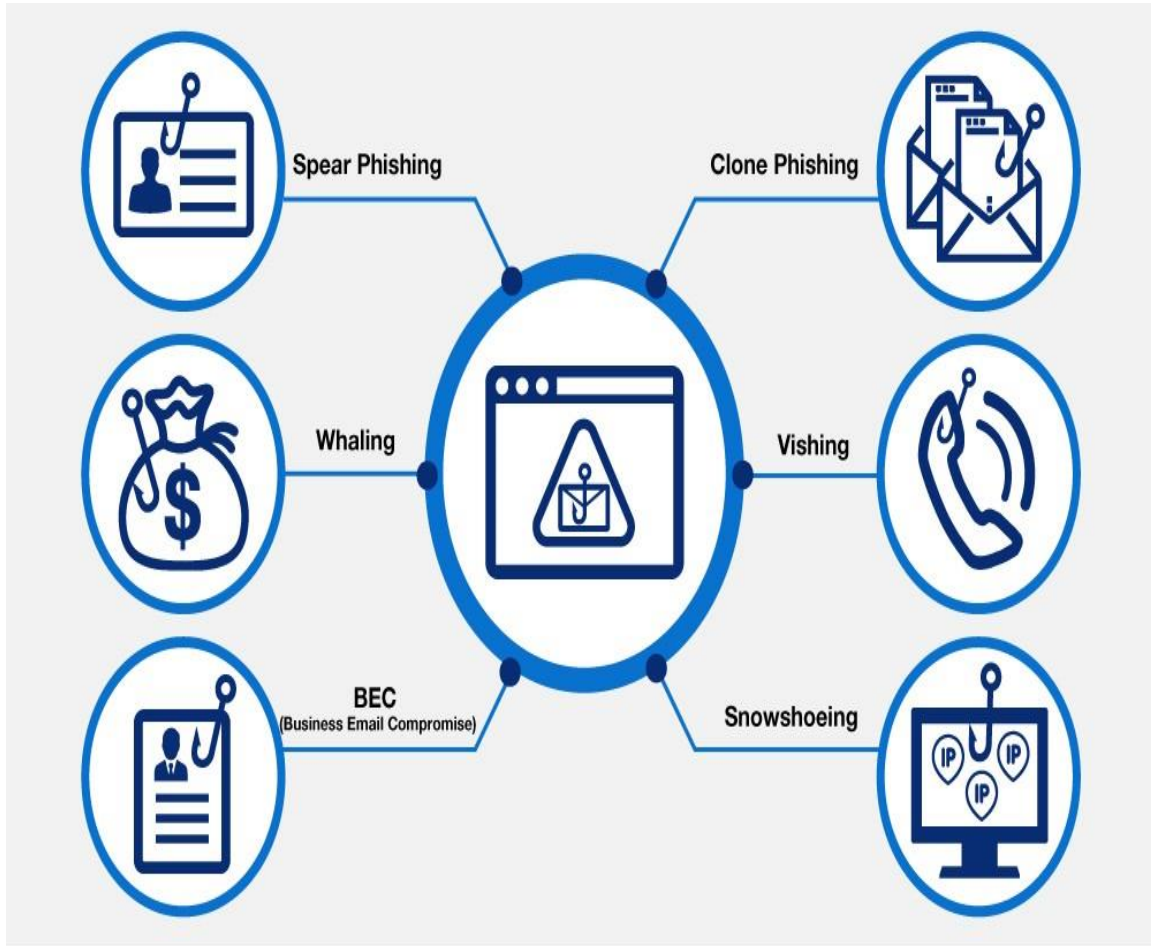 Spear Phishing
Clone Phishing
$
Whaling
Vishing
BEC
(Business Email Compromise)
Snowshoeing
IP
IP
IP